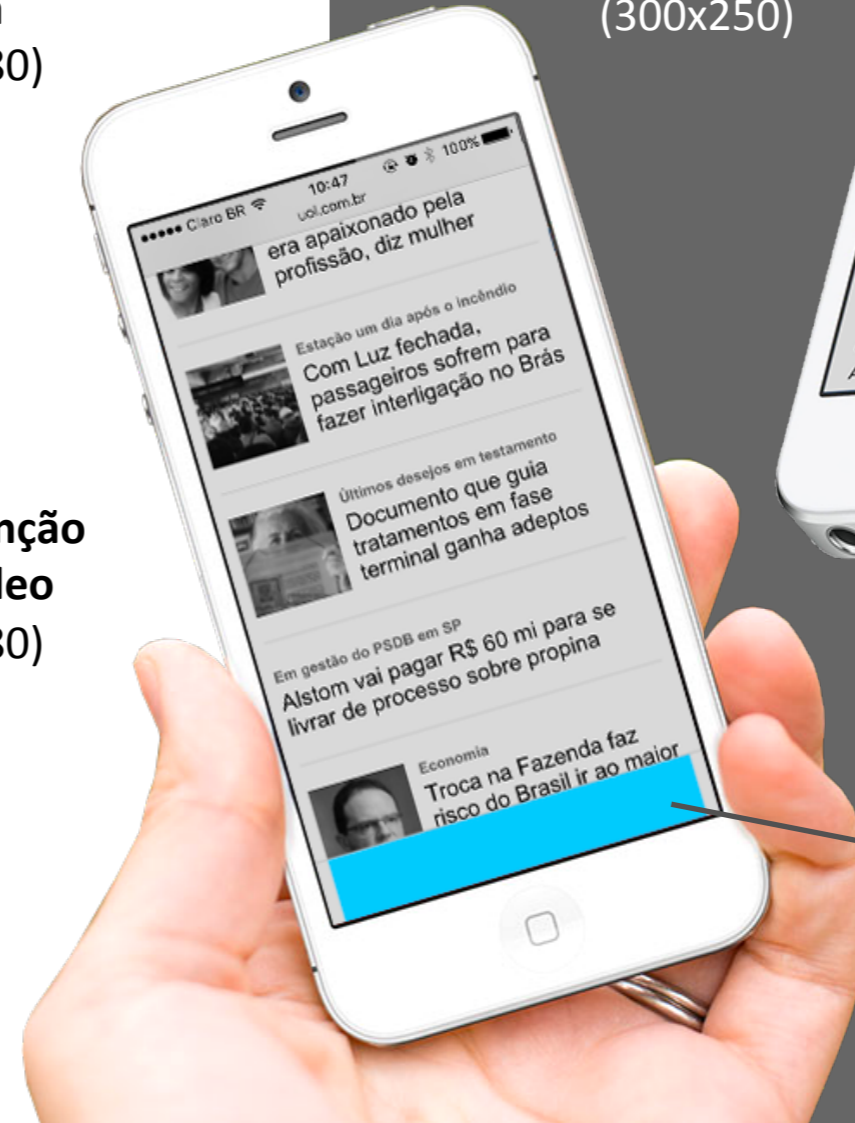 (300x250)
80)
●●●●● Claro BR 10:47 100%
uol.com.br
era apaixonado pela
profissão, diz mulher
Estação um dia após o incêndio
Com Luz fechada,
passageiros sofrem para
fazer interligação no Brás
Últimos desejos em testamento
Documento que guia
tratamentos em fase
terminal ganha adeptos
nção
leo
80)
Em gestão do PSDB em SP
Alstom vai pagar R$ 60 mi para se
livrar de processo sobre propina
Economia
Troca na Fazenda faz
risco do Brasil ir ao maior